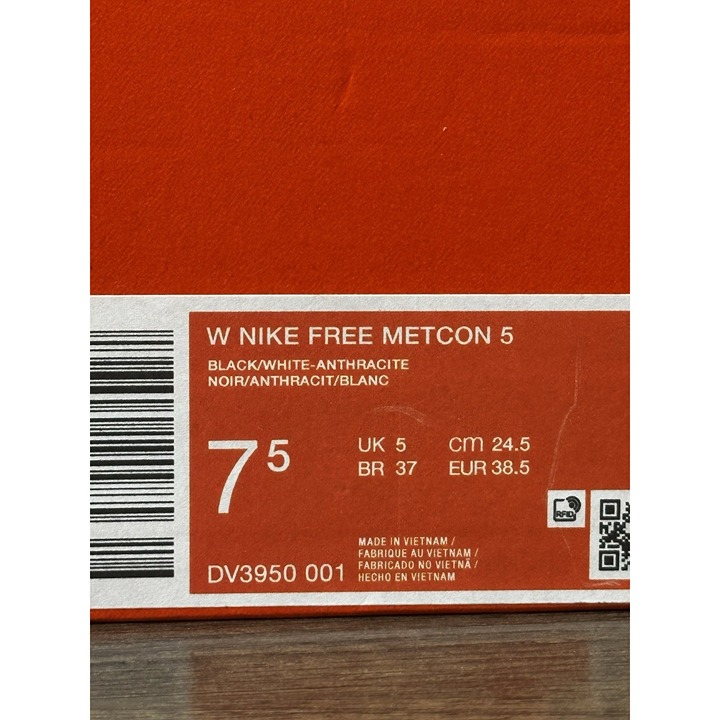 W NIKE FREE METCON 5
BLACK/WHITE-ANTHRACITE
NOIR/ANTHRACIT/BLANC
7 5
UK 5 cm 24.5
BR 37 EUR 38.5
RFID
DV3950 001
MADE IN VIETNAM /
FABRIQUE AU VIETNAM /
FABRICADO NO VIETNÃ /
HECHO EN VIETNAM